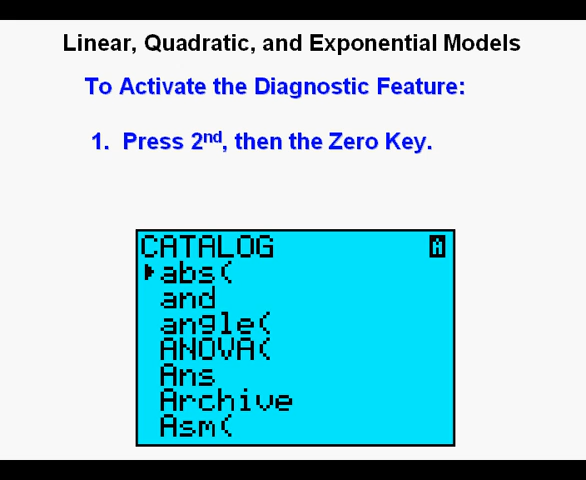 Linear, Quadratic, and Exponential Models
To Activate the Diagnostic Feature:
1. Press 2nd, then the Zero Key.
CATALOG A
abs(
and
angle(
ANOVA(
Ans
Archive
Asm(